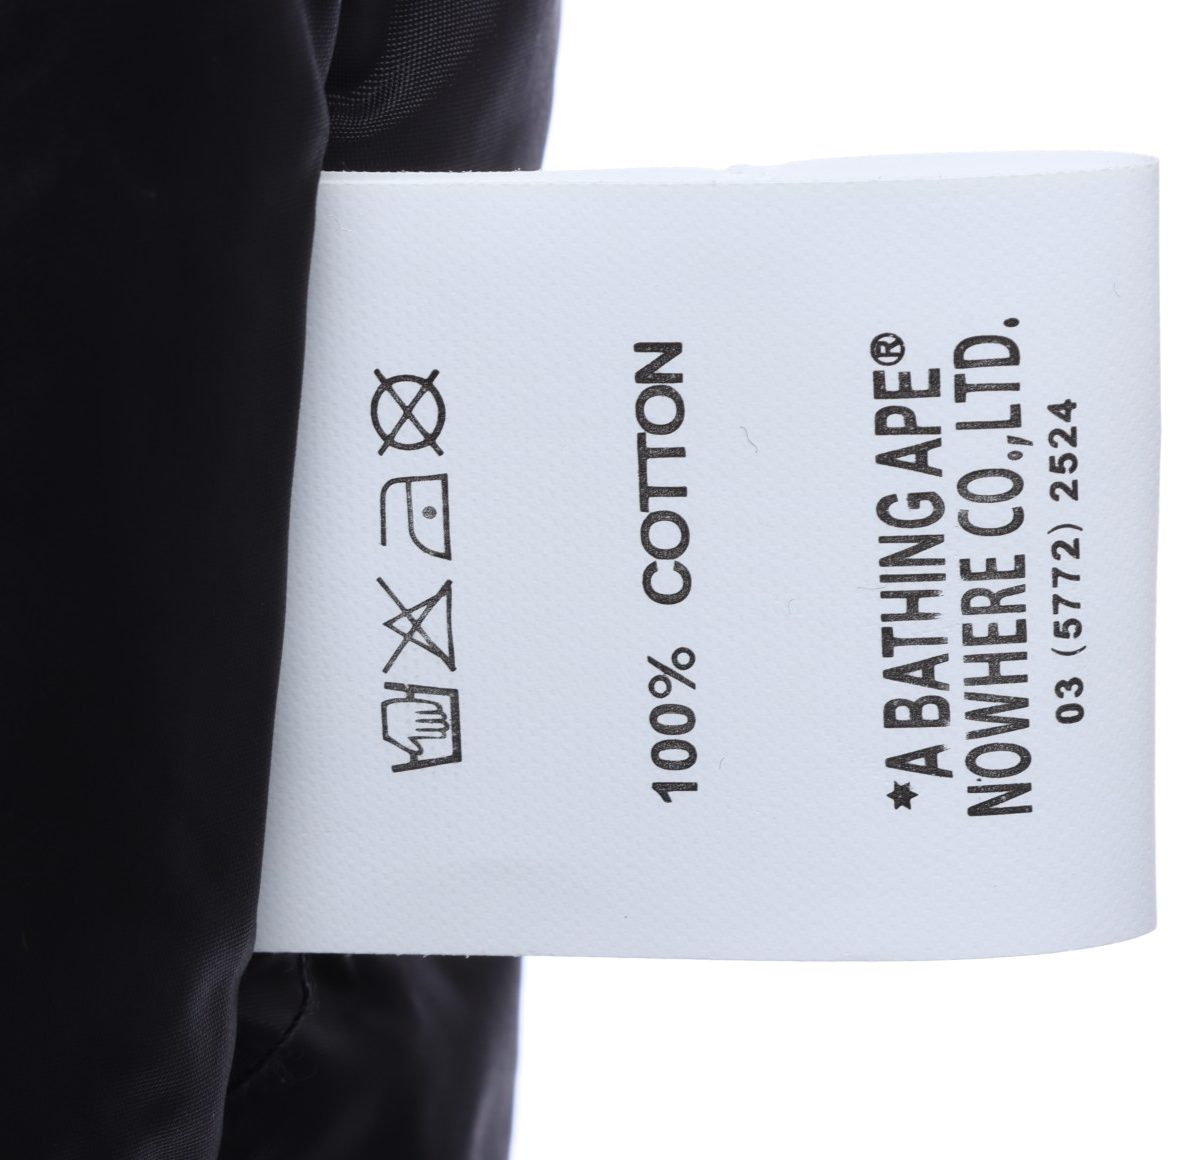 100% COTTON
*A BATHING APE®
NOWHERE CO.,LTD.
03 (5772) 2524